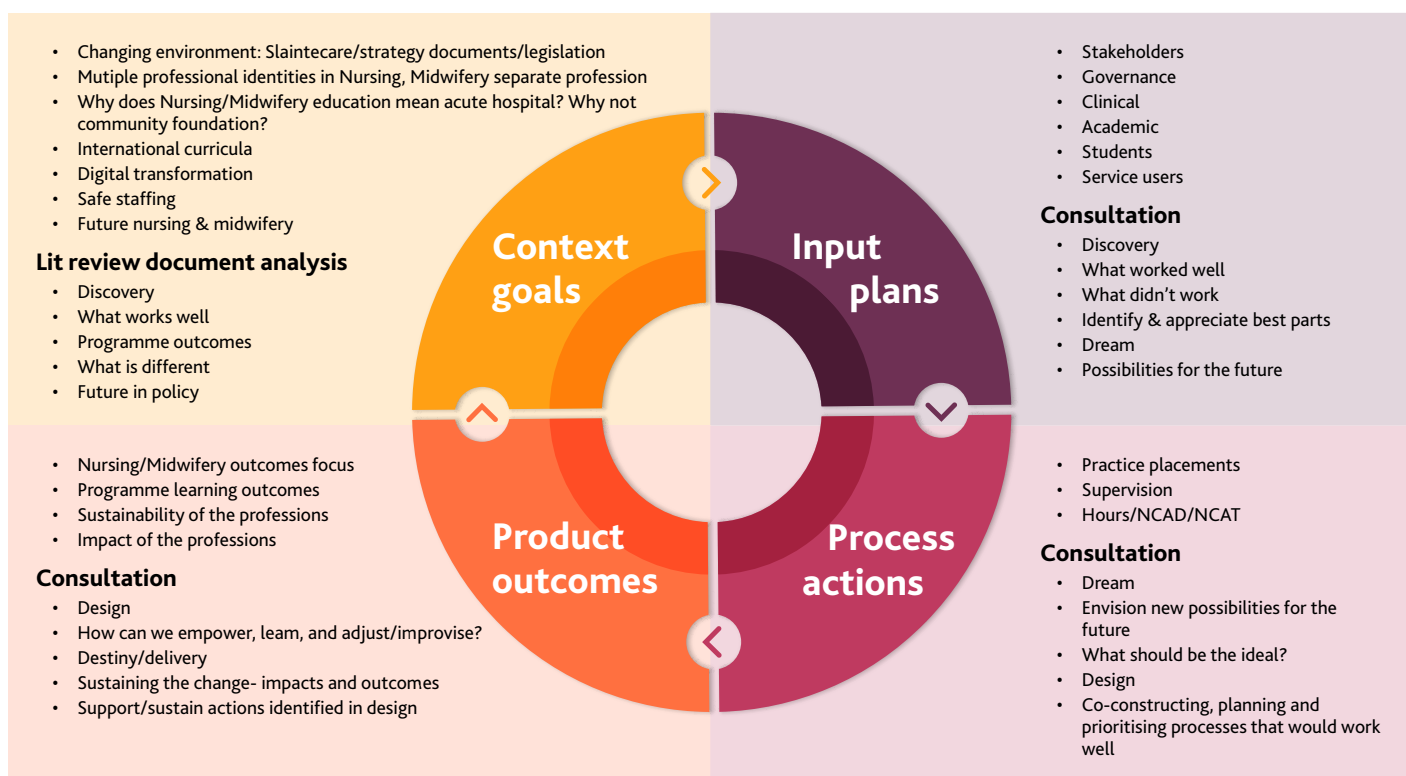 • Changing environment: Slaintecare/strategy documents/legislation
• Mutiple professional identities in Nursing, Midwifery separate profession
• Why does Nursing/Midwifery education mean acute hospital? Why not
community foundation?
• International curricula
• Digital transformation
• Safe staffing
• Future nursing & midwifery
Lit review document analysis
• Discovery
• What works well
• Programme outcomes
• What is different
• Future in policy
Context
goals
• Stakeholders
• Governance
• Clinical
• Academic
• Students
• Service users
Consultation
• Discovery
• What worked well
• What didn't work
• Identify & appreciate best parts
• Dream
• Possibilities for the future
Input
plans
• Nursing/Midwifery outcomes focus
• Programme learning outcomes
• Sustainability of the professions
• Impact of the professions
Consultation
• Design
• How can we empower, leam, and adjust/improvise?
• Destiny/delivery
• Sustaining the change- impacts and outcomes
• Support/sustain actions identified in design
Product
outcomes
• Practice placements
• Supervision
• Hours/NCAD/NCAT
Consultation
• Dream
• Envision new possibilities for the
future
• What should be the ideal?
• Design
• Co-constructing, planning and
prioritising processes that would work
well
Process
actions